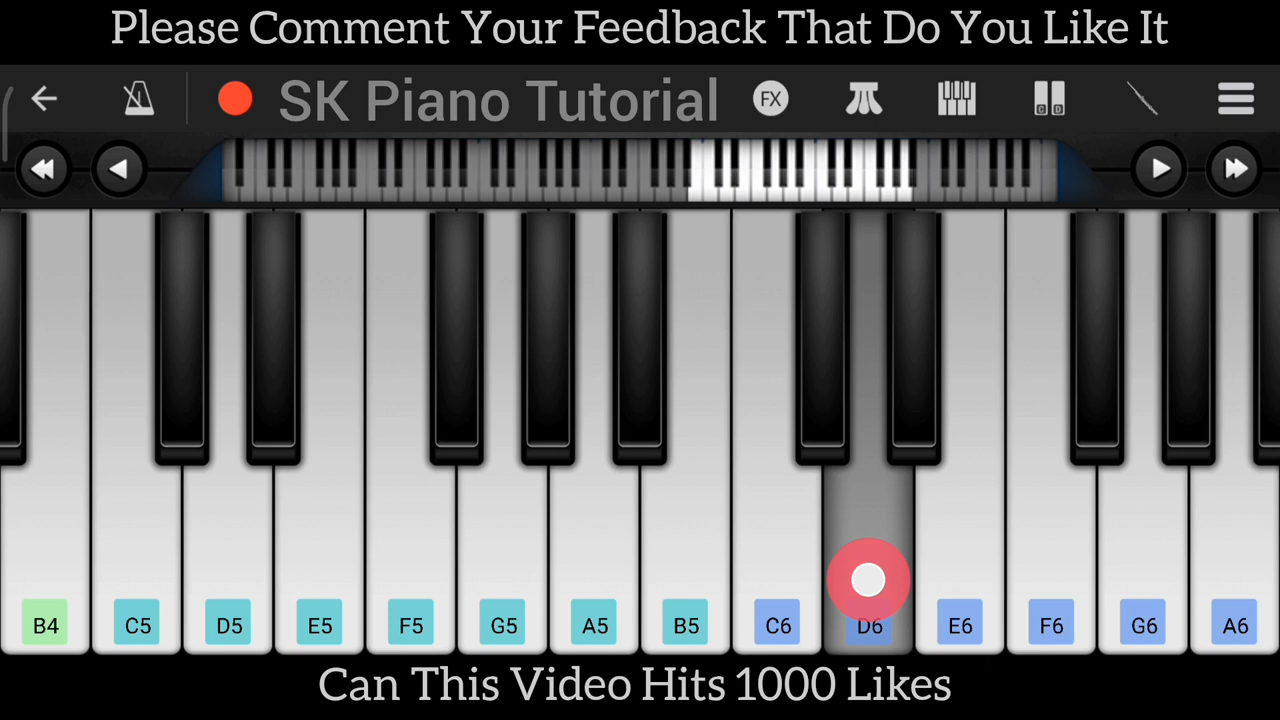 Please Comment Your Feedback That Do You Like It
SK Piano Tutorial
FX
C D
B4 C5 D5 E5 F5 G5 A5 B5 C6 D6 E6 F6 G6 A6
Can This Video Hits 1000 Likes